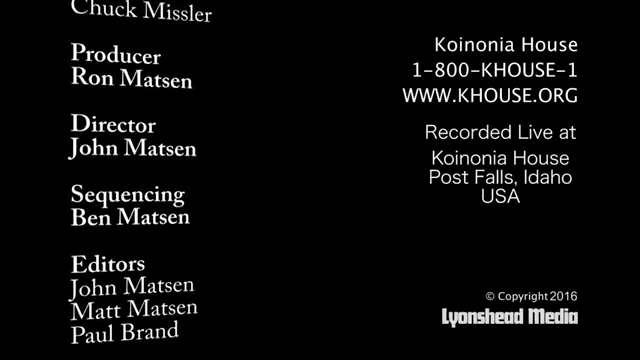 Chuck Missler
Producer
Ron Matsen
Director
John Matsen
Sequencing
Ben Matsen
Editors
John Matsen
Matt Matsen
Paul Brand
Koinonia House
1-800-KHOUSE-1
WWW.KHOUSE.ORG
Recorded Live at
Koinonia House
Post Falls, Idaho
USA
© Copyright 2016
Lyonshead Media